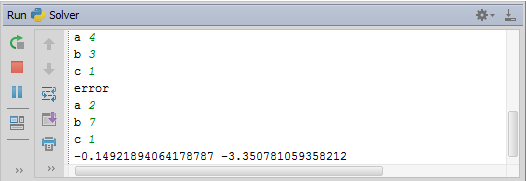 Run Solver
a 4
b 3
c 1
error
a 2
b 7
c 1
-0.14921894064178787 -3.350781059358212